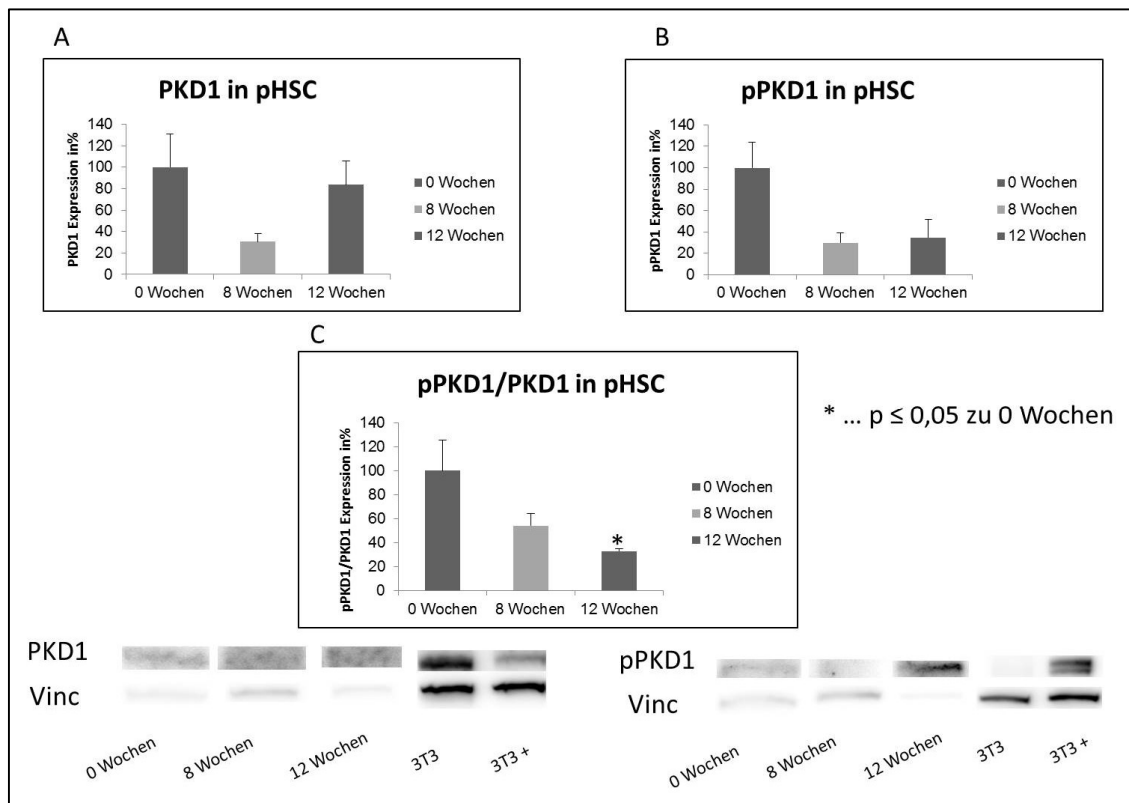 A
PKD1 in pHSC
PKD1 Expression in%
140
120
100
80
60
40
20
0
0 Wochen
8 Wochen
12 Wochen
0 Wochen
8 Wochen
12 Wochen
B
pPKD1 in pHSC
pPKD1 Expression in%
140
120
100
80
60
40
20
0
0 Wochen
8 Wochen
12 Wochen
0 Wochen
8 Wochen
12 Wochen
C
pPKD1/PKD1 in pHSC
pPKD1/PKD1 Expression in%
140
120
100
80
60
40
20
0
*
0 Wochen
8 Wochen
12 Wochen
0 Wochen
8 Wochen
12 Wochen
* ... p ≤ 0,05 zu 0 Wochen
PKD1
Vinc
0 Wochen
8 Wochen
12 Wochen
3T3
3T3 +
pPKD1
Vinc
0 Wochen
8 Wochen
12 Wochen
3T3
3T3 +